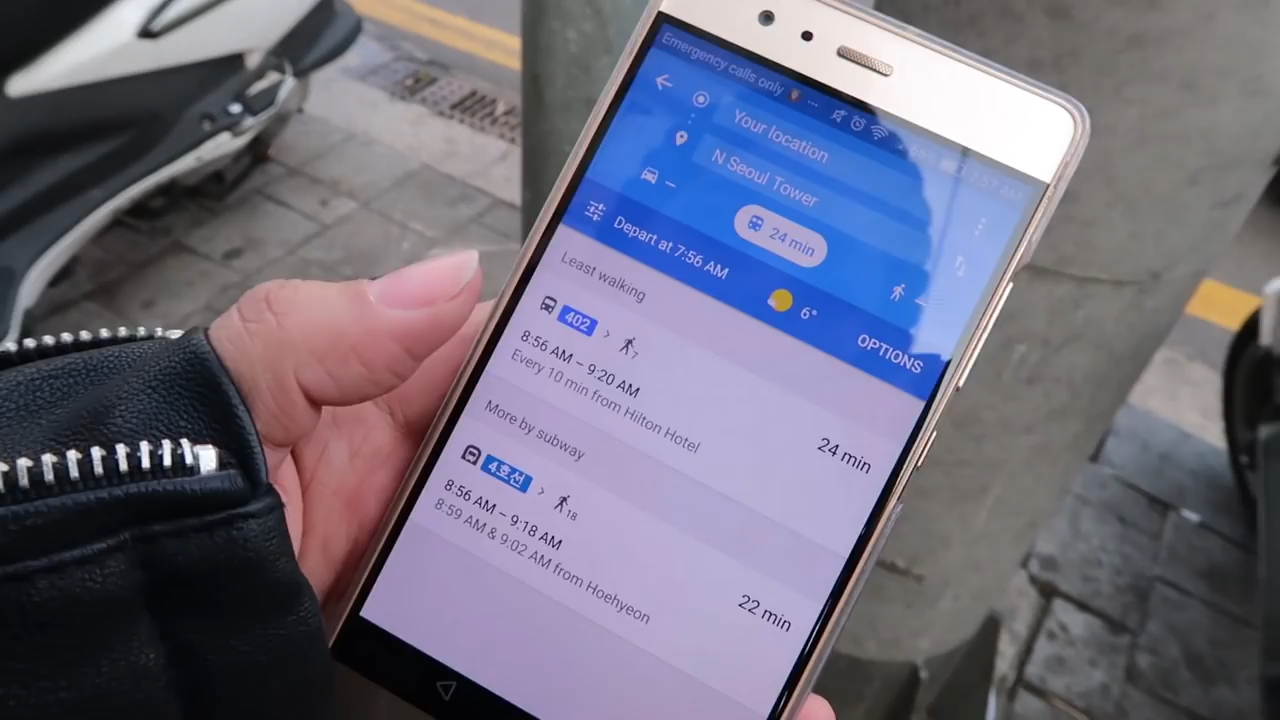 Emergency calls only
Your location
N Seoul Tower
24 min
Depart at 7:56 AM
6°
OPTIONS
Least walking
402 > 7
8:56 AM – 9:20 AM
24 min
Every 10 min from Hilton Hotel
More by subway
4호선 > 18
8:56 AM – 9:18 AM
22 min
8:59 AM & 9:02 AM from Hoehyeon